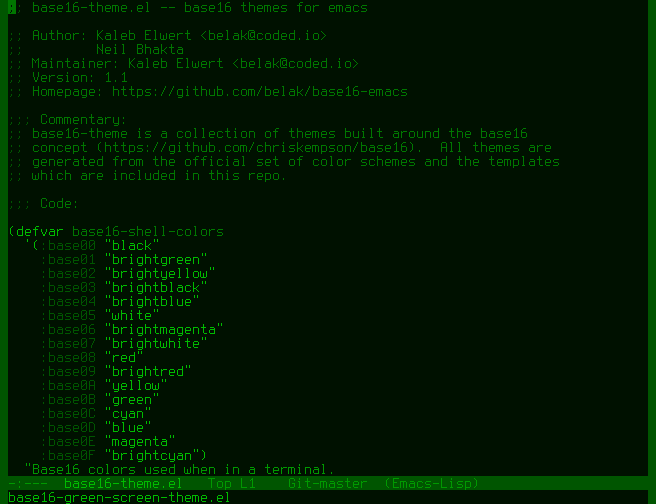 ;; base16-theme.el -- base16 themes for emacs
;; Author: Kaleb Elwert <belak@coded.io>
;;         Neil Bhakta
;; Maintainer: Kaleb Elwert <belak@coded.io>
;; Version: 1.1
;; Homepage: https://github.com/belak/base16-emacs
;;; Commentary:
;; base16-theme is a collection of themes built around the base16
;; concept (https://github.com/chriskempson/base16).  All themes are
;; generated from the official set of color schemes and the templates
;; which are included in this repo.
;;; Code:
(defvar base16-shell-colors
  '(:base00 "black"
    :base01 "brightgreen"
    :base02 "brightyellow"
    :base03 "brightblack"
    :base04 "brightblue"
    :base05 "white"
    :base06 "brightmagenta"
    :base07 "brightwhite"
    :base08 "red"
    :base09 "brightred"
    :base0A "yellow"
    :base0B "green"
    :base0C "cyan"
    :base0D "blue"
    :base0E "magenta"
    :base0F "brightcyan")
  "Base16 colors used when in a terminal.
-:---  base16-theme.el   Top L1    Git-master  (Emacs-Lisp)
base16-green-screen-theme.el